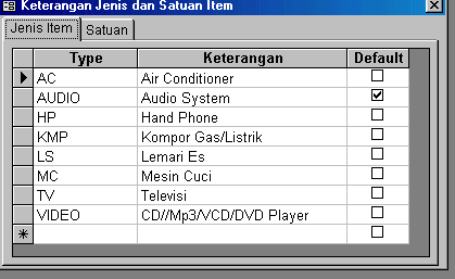 Keterangan Jenis dan Satuan Item
Jenis Item Satuan
Type Keterangan Default
AC Air Conditioner
AUDIO Audio System
HP Hand Phone
KMP Kompor Gas/Listrik
LS Lemari Es
MC Mesin Cuci
TV Televisi
VIDEO CD//Mp3/VCD/DVD Player